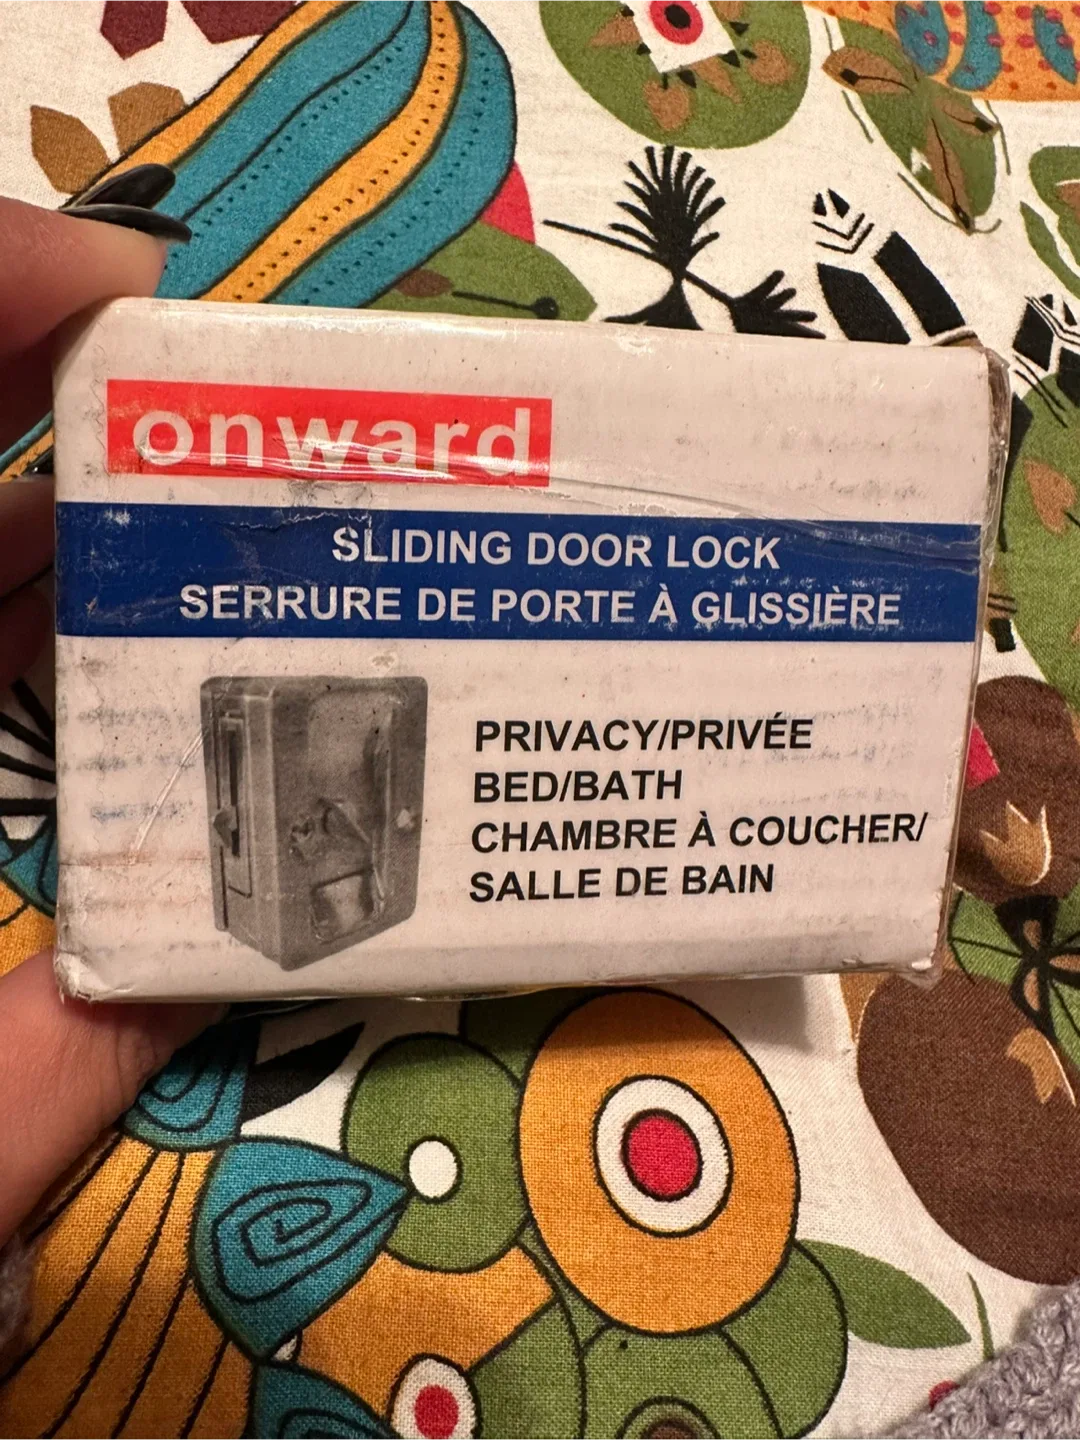 onward
SLIDING DOOR LOCK
SERRURE DE PORTE À GLISSIÈRE
PRIVACY/PRIVÉE
BED/BATH
CHAMBRE À COUCHER/
SALLE DE BAIN